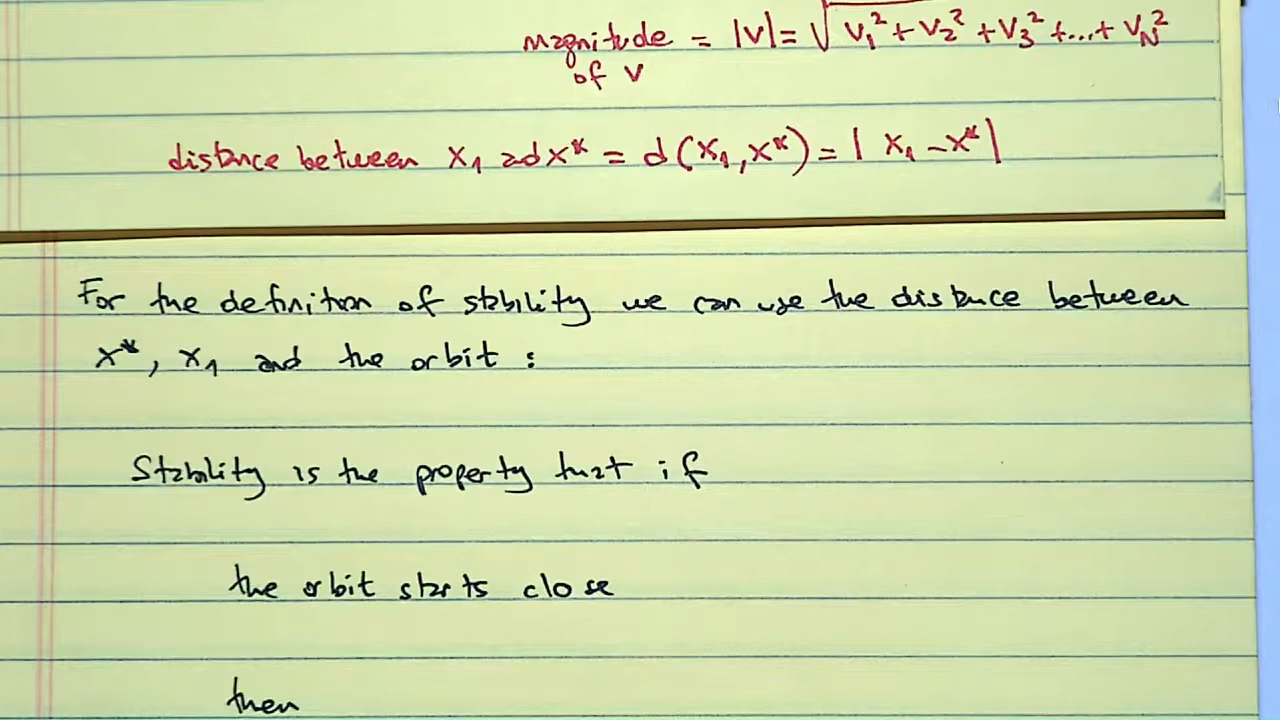 magnitude = |v| = √v₁² + v₂² + v₃² + ... + v_N²
of v
distance between x₁ adx* = d(x₁, x*) = | x₁ - x* |
For the definition of stability we can use the distance between
x*, x₁ and the orbit :
Stability is the property that if
the orbit starts close
then